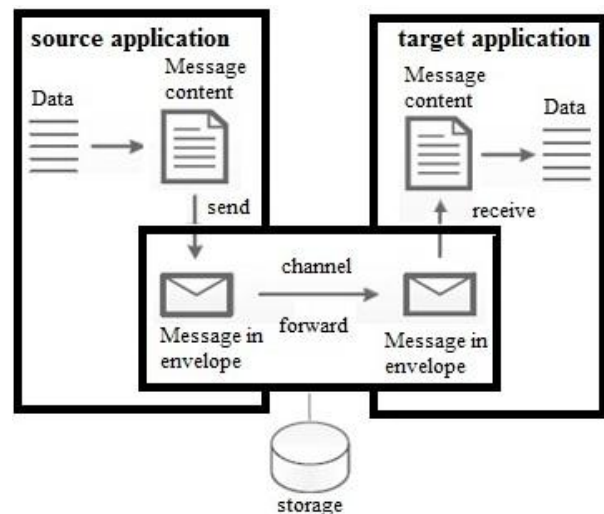 source application
target application
Message
content
Data
Message
content
Data
send
receive
channel
forward
Message in
envelope
Message in
envelope
storage